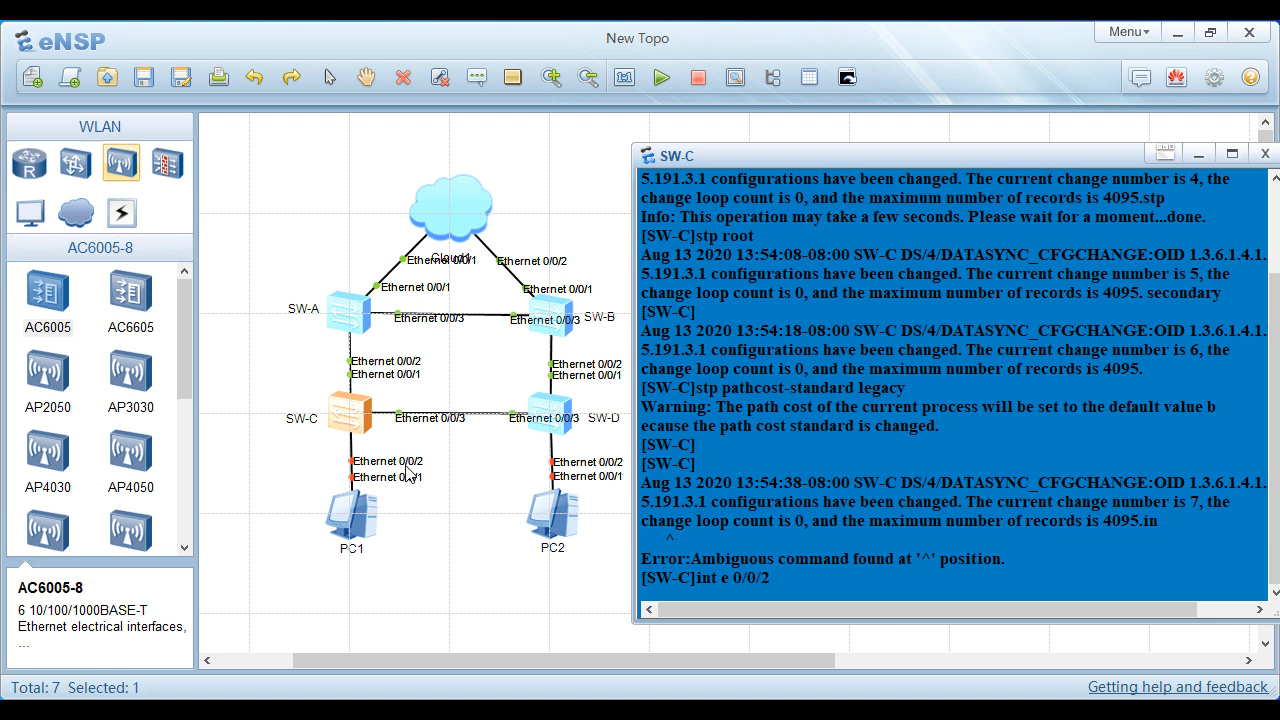 eNSP
New Topo
Menu
WLAN
AC6005-8
AC6005
AC6605
AP2050
AP3030
AP4030
AP4050
AC6005-8
6 10/100/1000BASE-T
Ethernet electrical interfaces,
...
Ethernet 0/0/1
Ethernet 0/0/2
Ethernet 0/0/1
Ethernet 0/0/1
SW-A
Ethernet 0/0/3
Ethernet 0/0/3
SW-B
Ethernet 0/0/2
Ethernet 0/0/1
Ethernet 0/0/2
Ethernet 0/0/1
SW-C
Ethernet 0/0/3
Ethernet 0/0/3
SW-D
Ethernet 0/0/2
Ethernet
Ethernet 0/0/2
Ethernet 0/0/1
PC1
PC2
SW-C
5.191.3.1 configurations have been changed. The current change number is 4, the
change loop count is 0, and the maximum number of records is 4095.stp
Info: This operation may take a few seconds. Please wait for a moment...done.
[SW-C]stp root
Aug 13 2020 13:54:08-08:00 SW-C DS/4/DATASYNC_CFGCHANGE:OID 1.3.6.1.4.1.
5.191.3.1 configurations have been changed. The current change number is 5, the
change loop count is 0, and the maximum number of records is 4095. secondary
[SW-C]
Aug 13 2020 13:54:18-08:00 SW-C DS/4/DATASYNC_CFGCHANGE:OID 1.3.6.1.4.1.
5.191.3.1 configurations have been changed. The current change number is 6, the
change loop count is 0, and the maximum number of records is 4095.
[SW-C]stp pathcost-standard legacy
Warning: The path cost of the current process will be set to the default value b
ecause the path cost standard is changed.
[SW-C]
[SW-C]
Aug 13 2020 13:54:38-08:00 SW-C DS/4/DATASYNC_CFGCHANGE:OID 1.3.6.1.4.1.
5.191.3.1 configurations have been changed. The current change number is 7, the
change loop count is 0, and the maximum number of records is 4095.in
^
Error:Ambiguous command found at '^' position.
[SW-C]int e 0/0/2
Total: 7 Selected: 1
Getting help and feedback